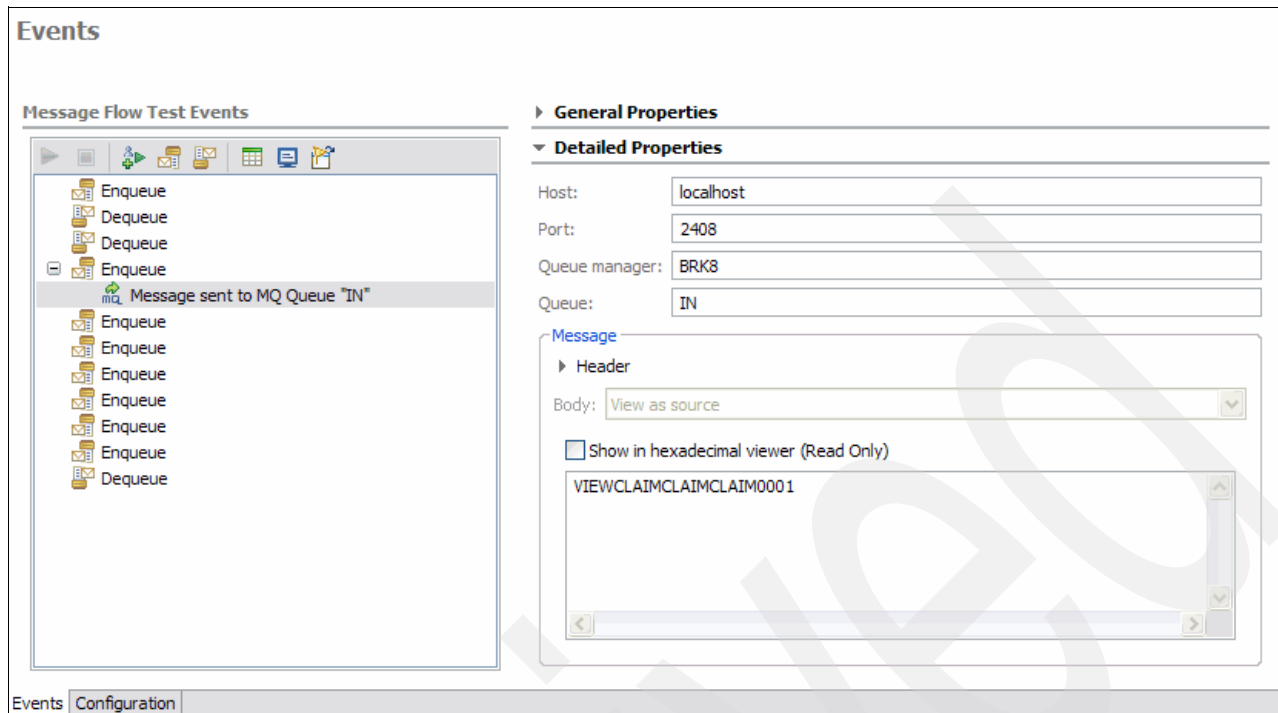 Events
Message Flow Test Events
Enqueue
Dequeue
Dequeue
Enqueue
Message sent to MQ Queue "IN"
Enqueue
Enqueue
Enqueue
Enqueue
Enqueue
Enqueue
Dequeue
General Properties
Detailed Properties
Host: localhost
Port: 2408
Queue manager: BRK8
Queue: IN
Message
Header
Body: View as source
Show in hexadecimal viewer (Read Only)
VIEWCLAIMCLAIMCLAIM0001
Events Configuration